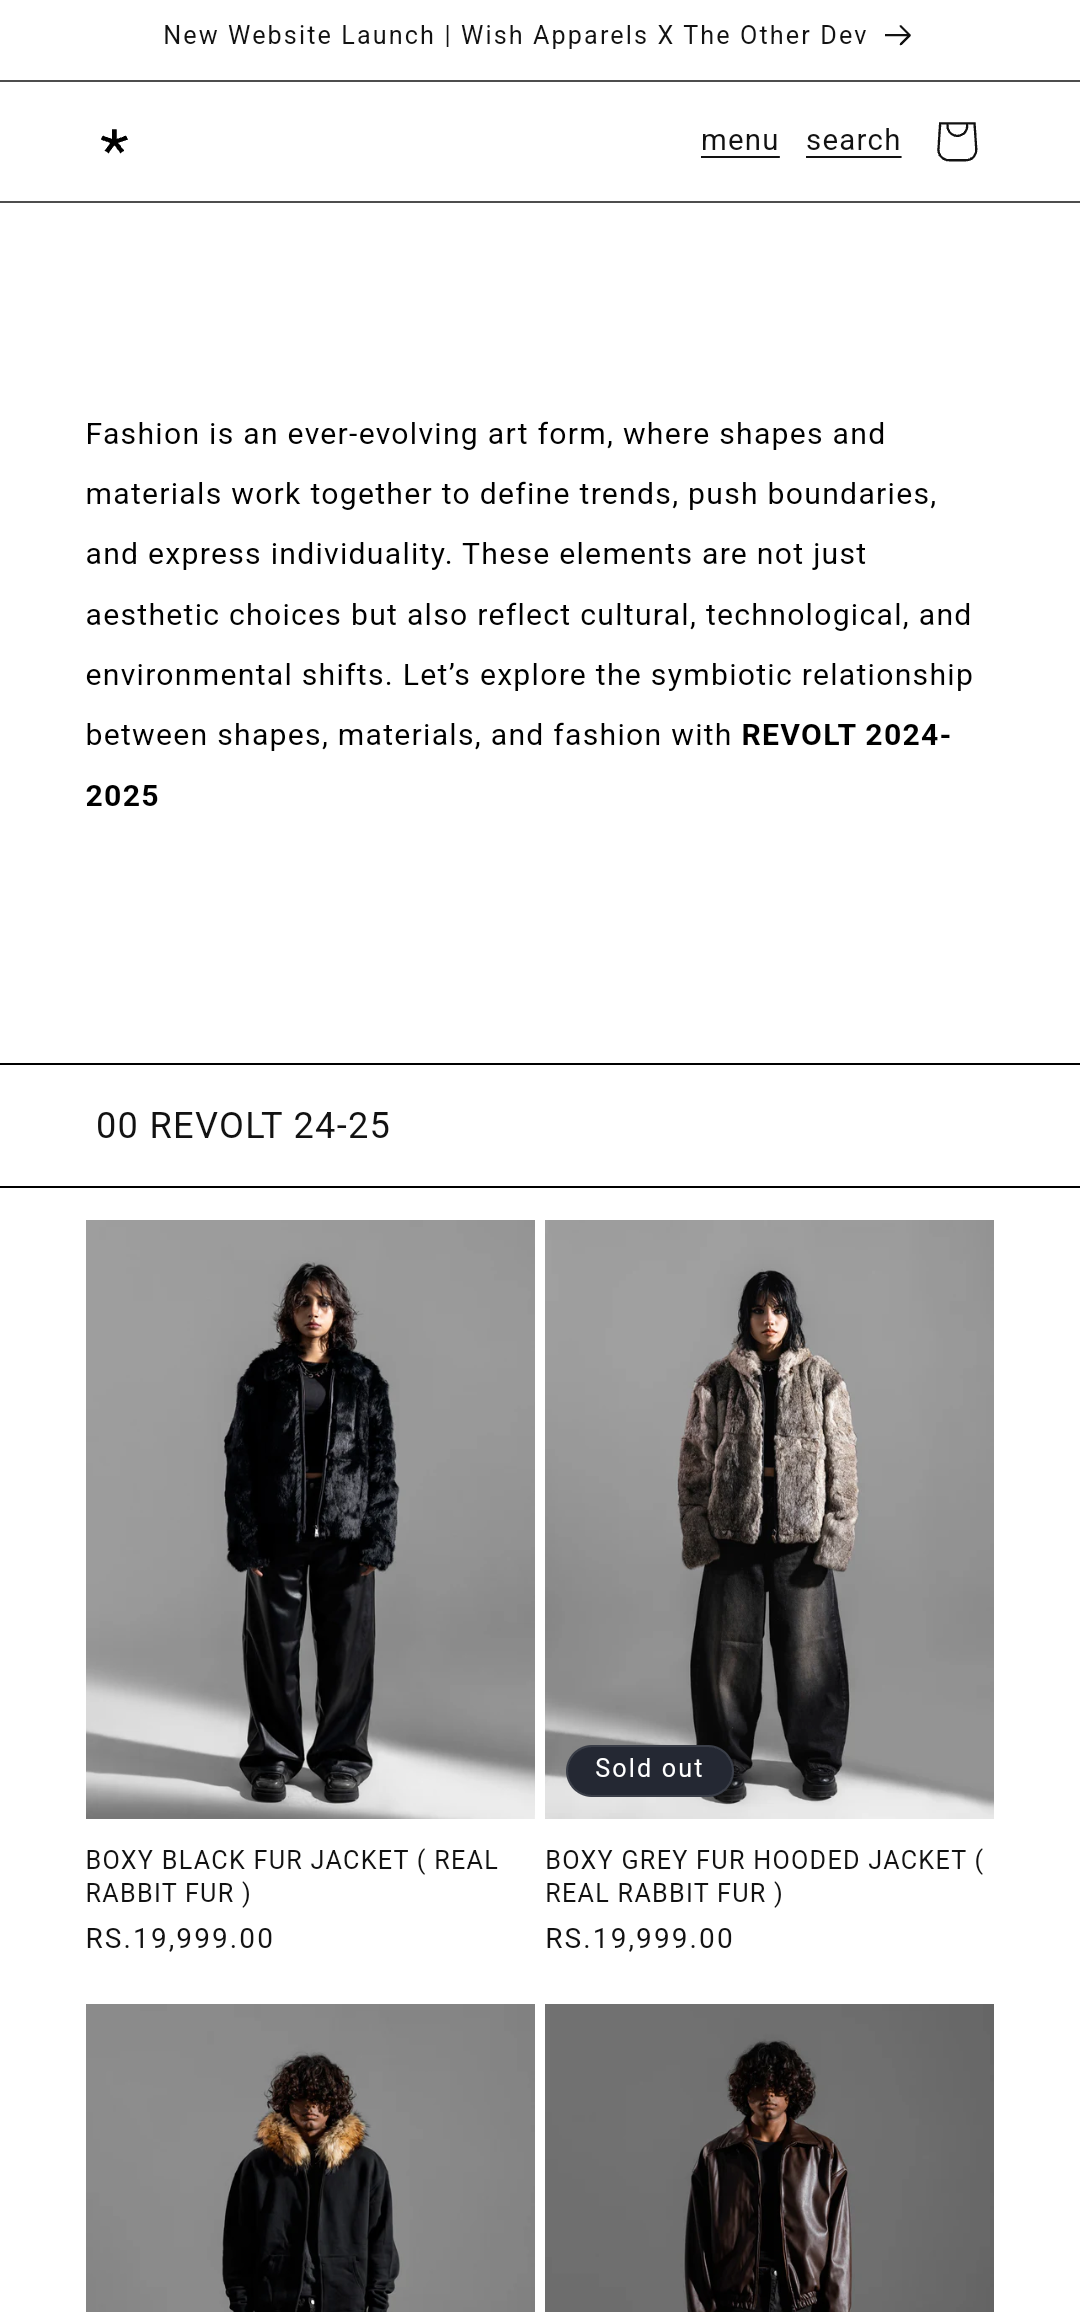 New Website Launch | Wish Apparels X The Other Dev →
*
menu search
Fashion is an ever-evolving art form, where shapes and
materials work together to define trends, push boundaries,
and express individuality. These elements are not just
aesthetic choices but also reflect cultural, technological, and
environmental shifts. Let’s explore the symbiotic relationship
between shapes, materials, and fashion with REVOLT 2024-
2025
00 REVOLT 24-25
Sold out
BOXY BLACK FUR JACKET ( REAL
RABBIT FUR )
RS.19,999.00
BOXY GREY FUR HOODED JACKET (
REAL RABBIT FUR )
RS.19,999.00